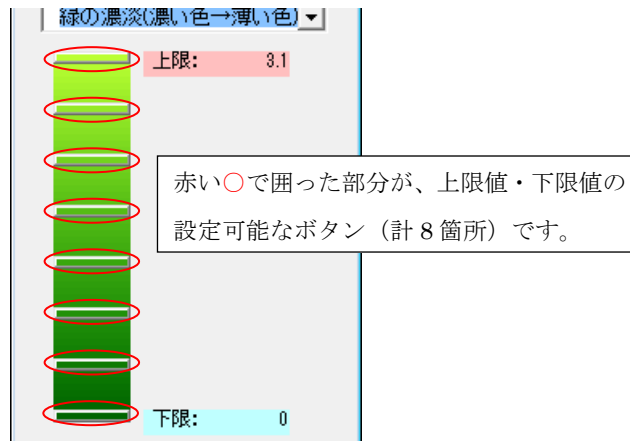 緑の濃淡(濃い色→薄い色)
上限: 3.1
赤い○で囲った部分が、上限値・下限値の
設定可能なボタン（計８箇所）です。
下限: 0